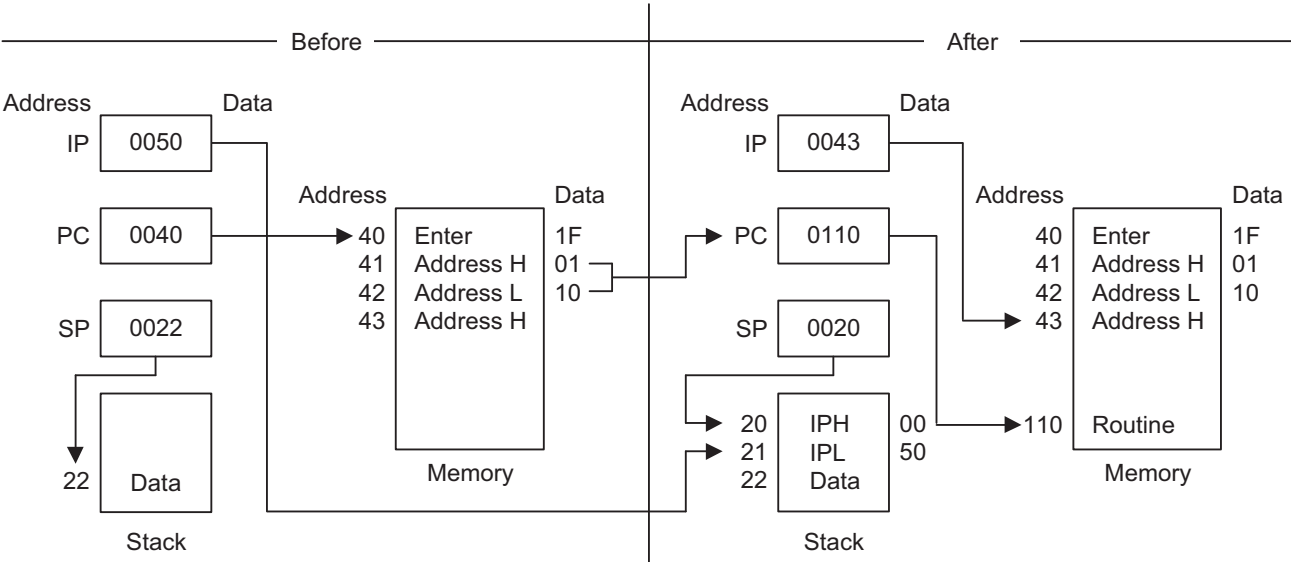 Before
Address Data
IP 0050
Address Data
PC 0040
40 Enter 1F
41 Address H 01
42 Address L 10
43 Address H
SP 0022
22 Data
Memory
Stack
After
Address Data
IP 0043
Address Data
PC 0110
40 Enter 1F
41 Address H 01
42 Address L 10
43 Address H
SP 0020
20 IPH 00
21 IPL 50
22 Data
110 Routine
Memory
Stack